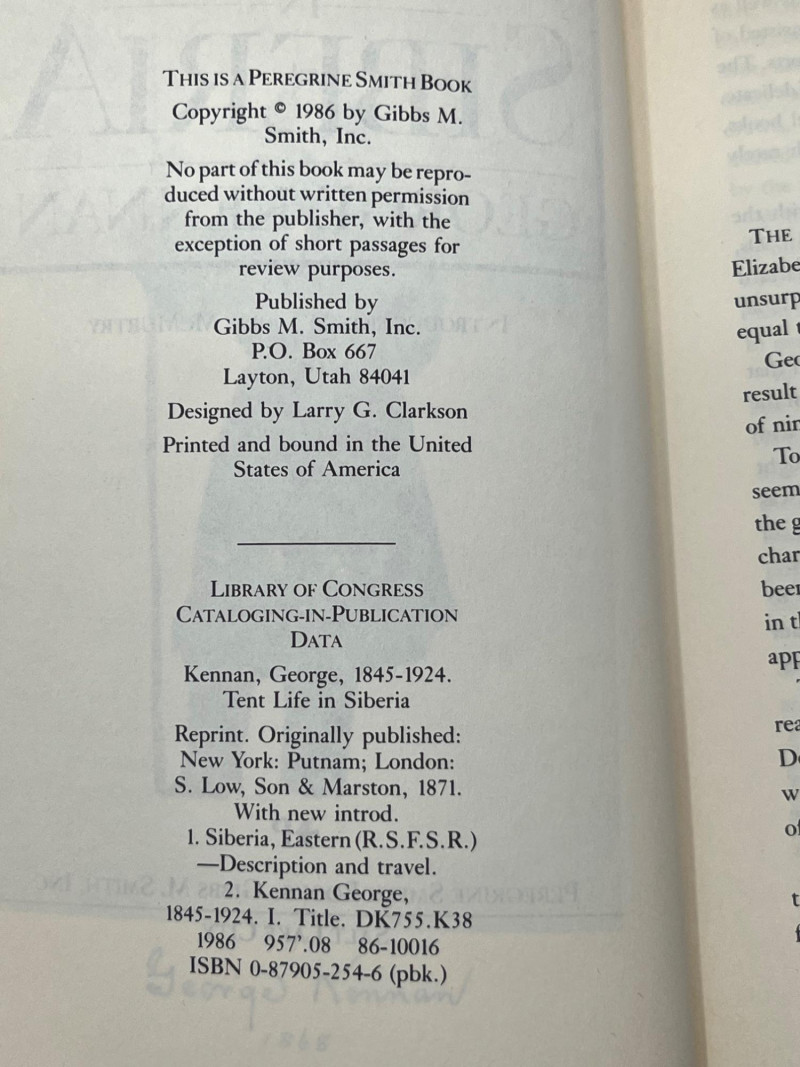 THIS IS A PEREGRINE SMITH BOOK
Copyright © 1986 by Gibbs M.
Smith, Inc.
No part of this book may be repro-
duced without written permission
from the publisher, with the
exception of short passages for
review purposes.
Published by
Gibbs M. Smith, Inc.
P.O. Box 667
Layton, Utah 84041
Designed by Larry G. Clarkson
Printed and bound in the United
States of America
LIBRARY OF CONGRESS
CATALOGING-IN-PUBLICATION
DATA
Kennan, George, 1845-1924.
Tent Life in Siberia
Reprint. Originally published:
New York: Putnam; London:
S. Low, Son & Marston, 1871.
With new introd.
1. Siberia, Eastern (R.S.F.S.R.)
—Description and travel.
2. Kennan George,
1845-1924. I. Title. DK755.K38
1986 957'.08 86-10016
ISBN 0-87905-254-6 (pbk.)
THE
Elizabe
unsurp
equal
Geo
result
of nin
To
seem
the g
char
been
in t
app
rea
D
w
of
t
f